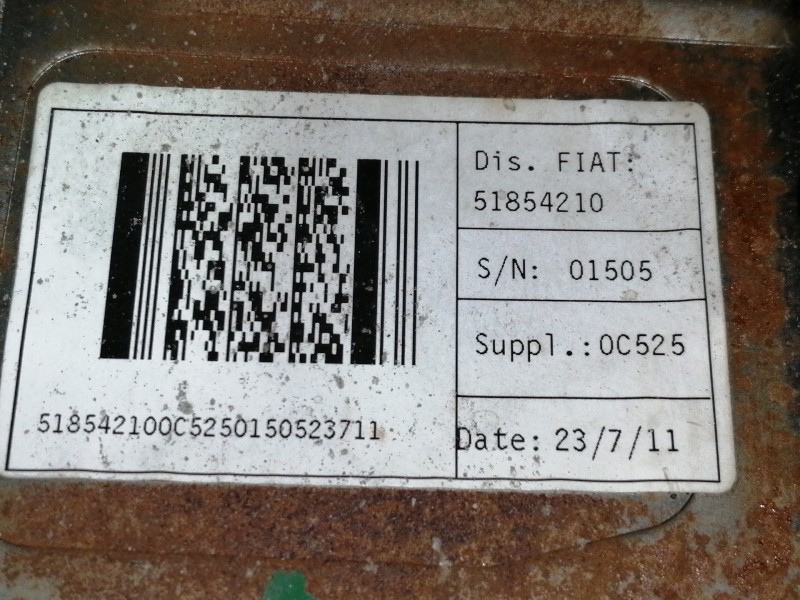 Dis. FIAT:
51854210
S/N: 01505
Suppl.:0C525
Date: 23/7/11
518542100C5250150523711